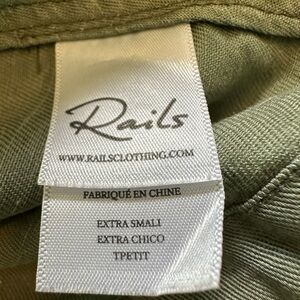 Rails
WWW.RAILSCLOTHING.COM
FABRIQUÉ EN CHINE
EXTRA SMALL
EXTRA CHICO
TPETIT